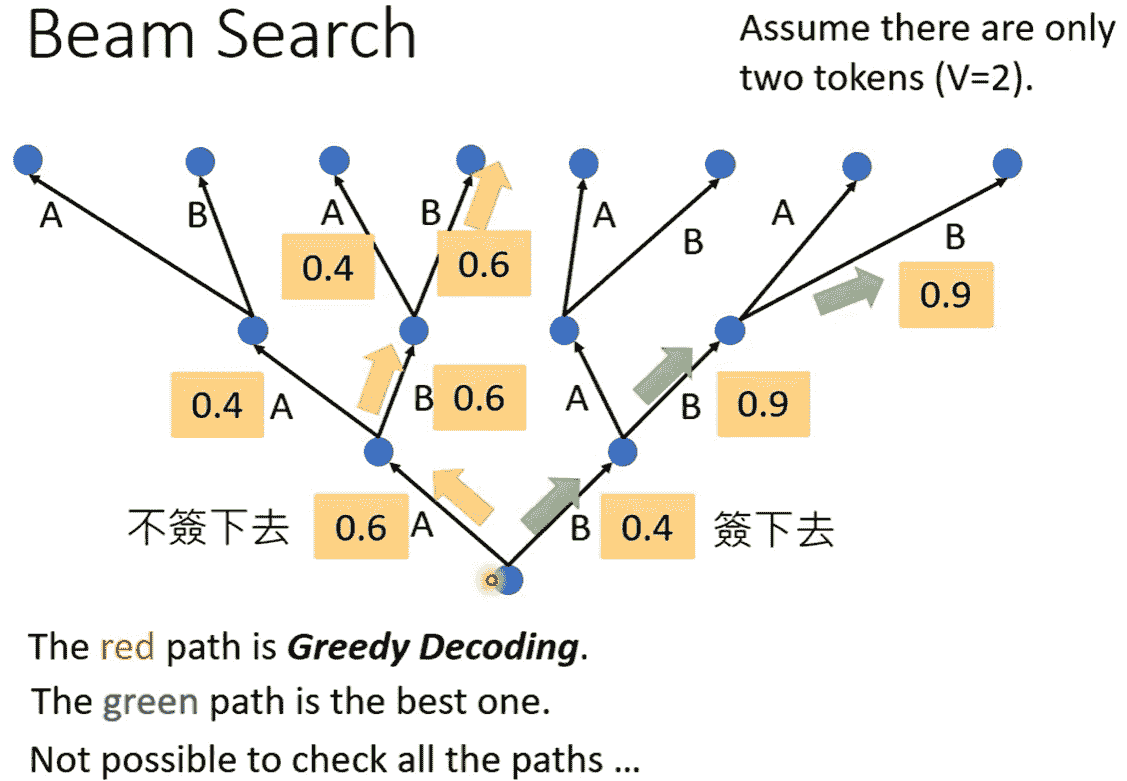 Beam Search
Assume there are only
two tokens (V=2).
A
B
A
B
A
B
A
B
0.4
0.6
0.9
0.4
A
B
0.6
A
B
0.9
不簽下去
0.6
A
B
0.4
簽下去
The red path is Greedy Decoding.
The green path is the best one.
Not possible to check all the paths …